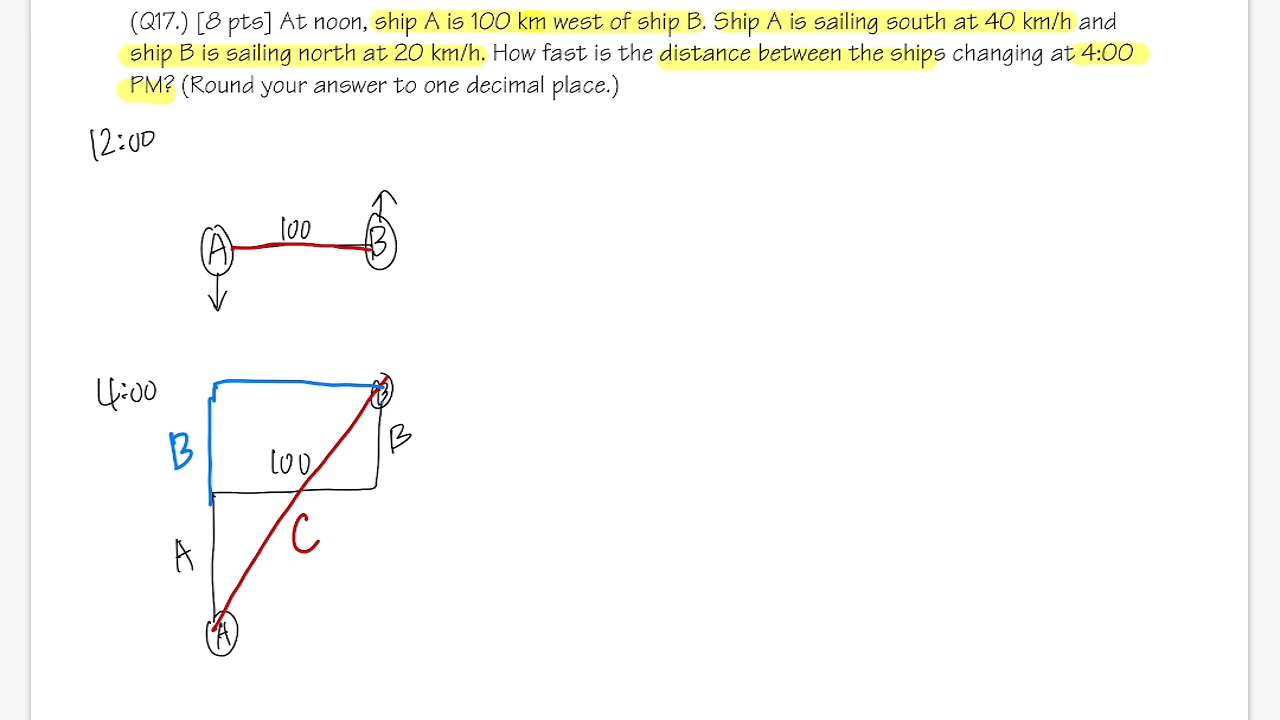 (Q17.) [8 pts] At noon, ship A is 100 km west of ship B. Ship A is sailing south at 40 km/h and
ship B is sailing north at 20 km/h. How fast is the distance between the ships changing at 4:00
PM? (Round your answer to one decimal place.)
12:00
A 100 B
4:00
B
B B
100
C
A
A